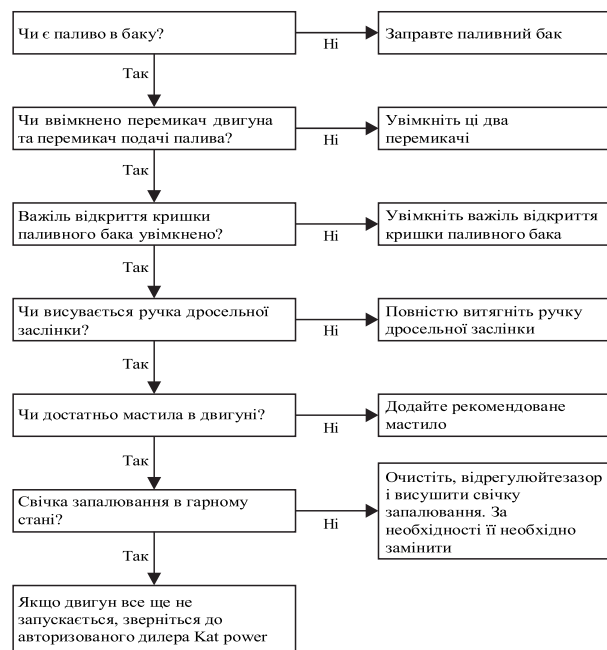 Чи є паливо в баку?
Ні
Заправте паливний бак
Так
Чи ввімкнено перемикач двигуна
та перемикач подачі палива?
Ні
Увімкніть ці два
перемикачі
Так
Важіль відкриття кришки
паливного бака увімкнено?
Ні
Увімкніть важіль відкриття
кришки паливного бака
Так
Чи висувається ручка дросельної
заслінки?
Ні
Повністю витягніть ручку
дросельної заслінки
Так
Чи достатньо мастила в двигуні?
Ні
Додайте рекомендоване
мастило
Так
Свічка запалювання в гарному
стані?
Ні
Очистіть, відрегулюйтезазор
і висушити свічку
запалювання. За
необхідності її необхідно
замінити
Так
Якщо двигун все ще не
запускається, зверніться до
авторизованого дилера Kat power